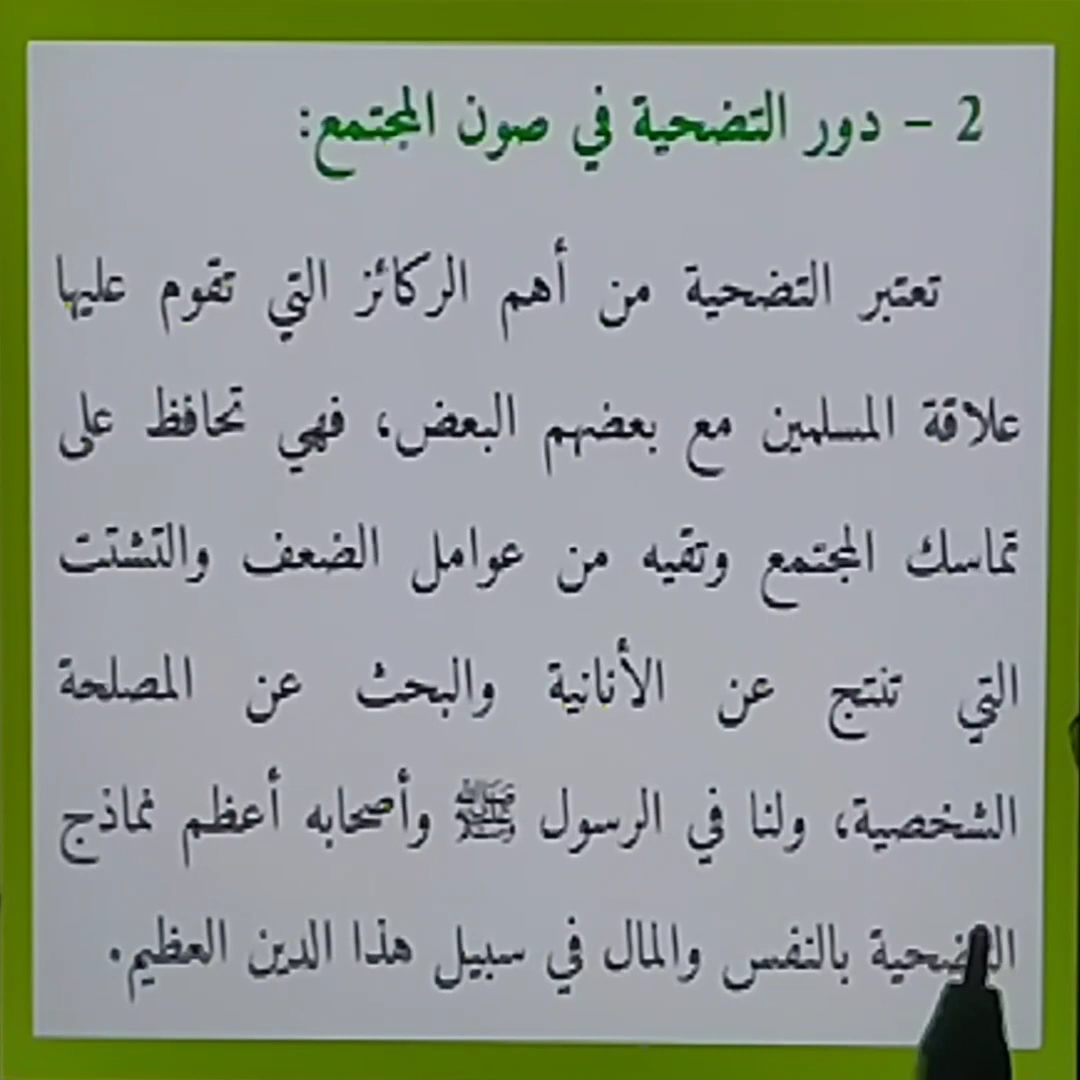 2 - دور التضحية في صون المجتمع:
تعتبر التضحية من أهم الركائز التي تقوم عليها
علاقة المسلمين مع بعضهم البعض، فهي تحافظ على
تماسك المجتمع وتقيه من عوامل الضعف والتشتت
التي تنتج عن الأنانية والبحث عن المصلحة
الشخصية، ولنا في الرسول ﷺ وأصحابه أعظم نماذج
التضحية بالنفس والمال في سبيل هذا الدين العظيم.